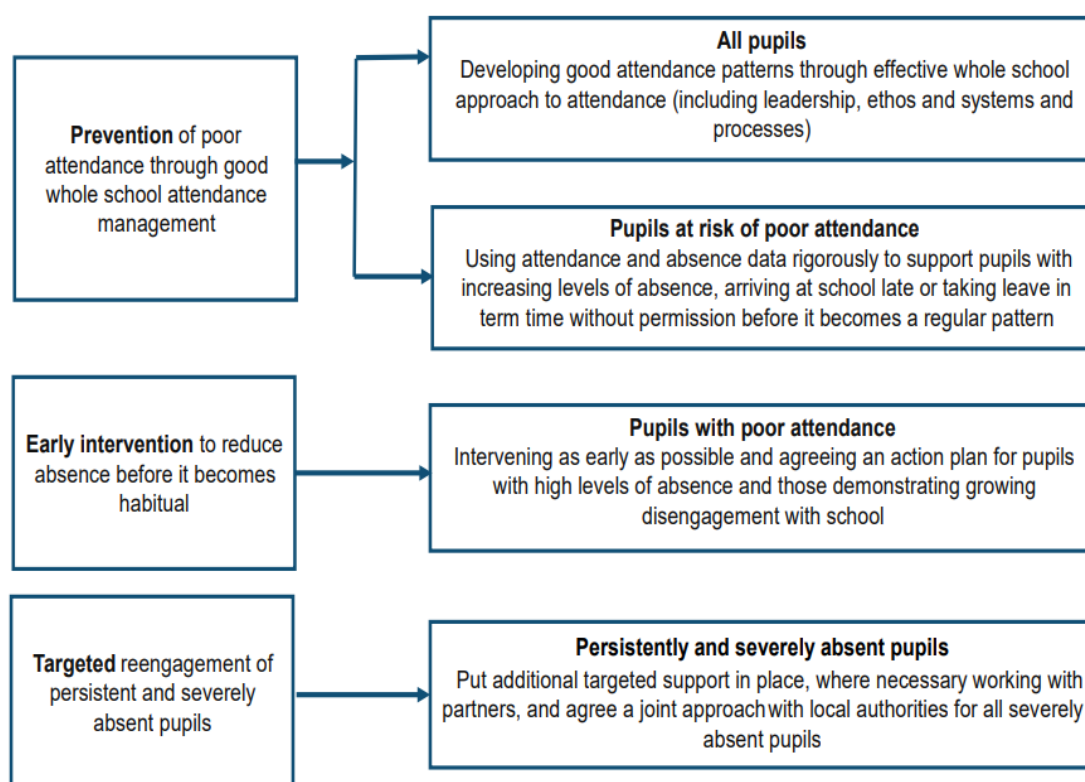 Prevention of poor
attendance through good
whole school attendance
management
All pupils
Developing good attendance patterns through effective whole school
approach to attendance (including leadership, ethos and systems and
processes)
Pupils at risk of poor attendance
Using attendance and absence data rigorously to support pupils with
increasing levels of absence, arriving at school late or taking leave in
term time without permission before it becomes a regular pattern
Early intervention to reduce
absence before it becomes
habitual
Pupils with poor attendance
Intervening as early as possible and agreeing an action plan for pupils
with high levels of absence and those demonstrating growing
disengagement with school
Targeted reengagement of
persistent and severely
absent pupils
Persistently and severely absent pupils
Put additional targeted support in place, where necessary working with
partners, and agree a joint approach with local authorities for all severely
absent pupils